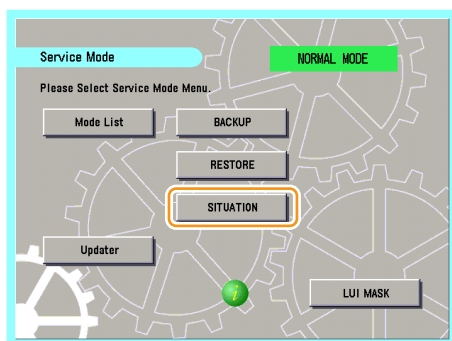 Service Mode
NORMAL MODE
Please Select Service Mode Menu.
Mode List
BACKUP
RESTORE
SITUATION
Updater
i
LUI MASK